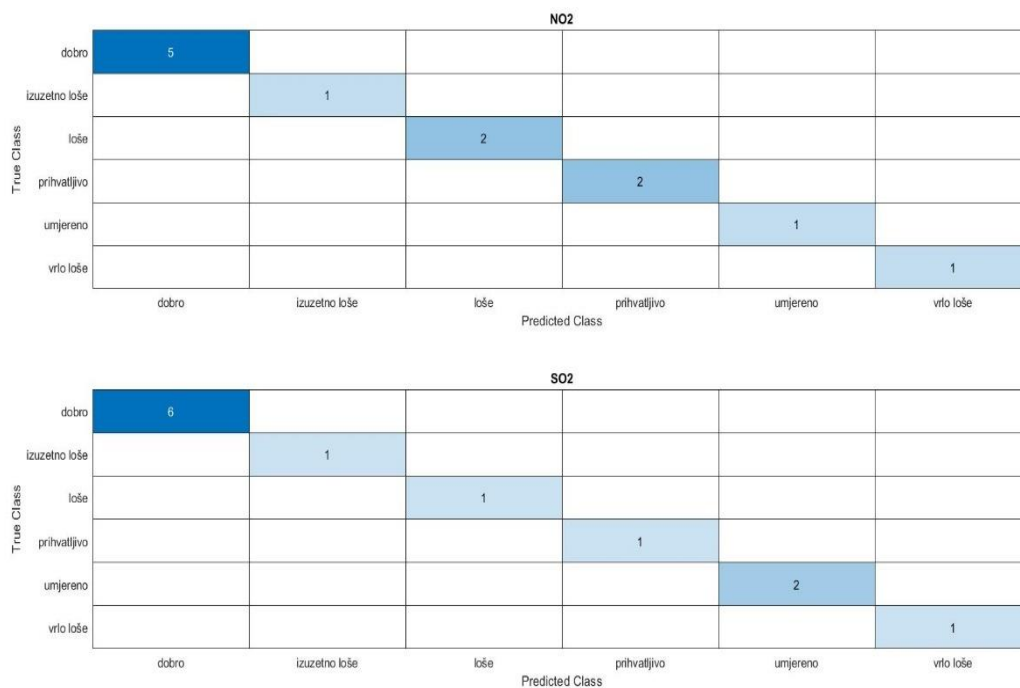 NO2
dobro 5
izuzetno loše 1
loše 2
prihvatljivo 2
umjereno 1
vrlo loše 1
True Class
dobro izuzetno loše loše prihvatljivo umjereno vrlo loše
Predicted Class
SO2
dobro 6
izuzetno loše 1
loše 1
prihvatljivo 1
umjereno 2
vrlo loše 1
True Class
dobro izuzetno loše loše prihvatljivo umjereno vrlo loše
Predicted Class